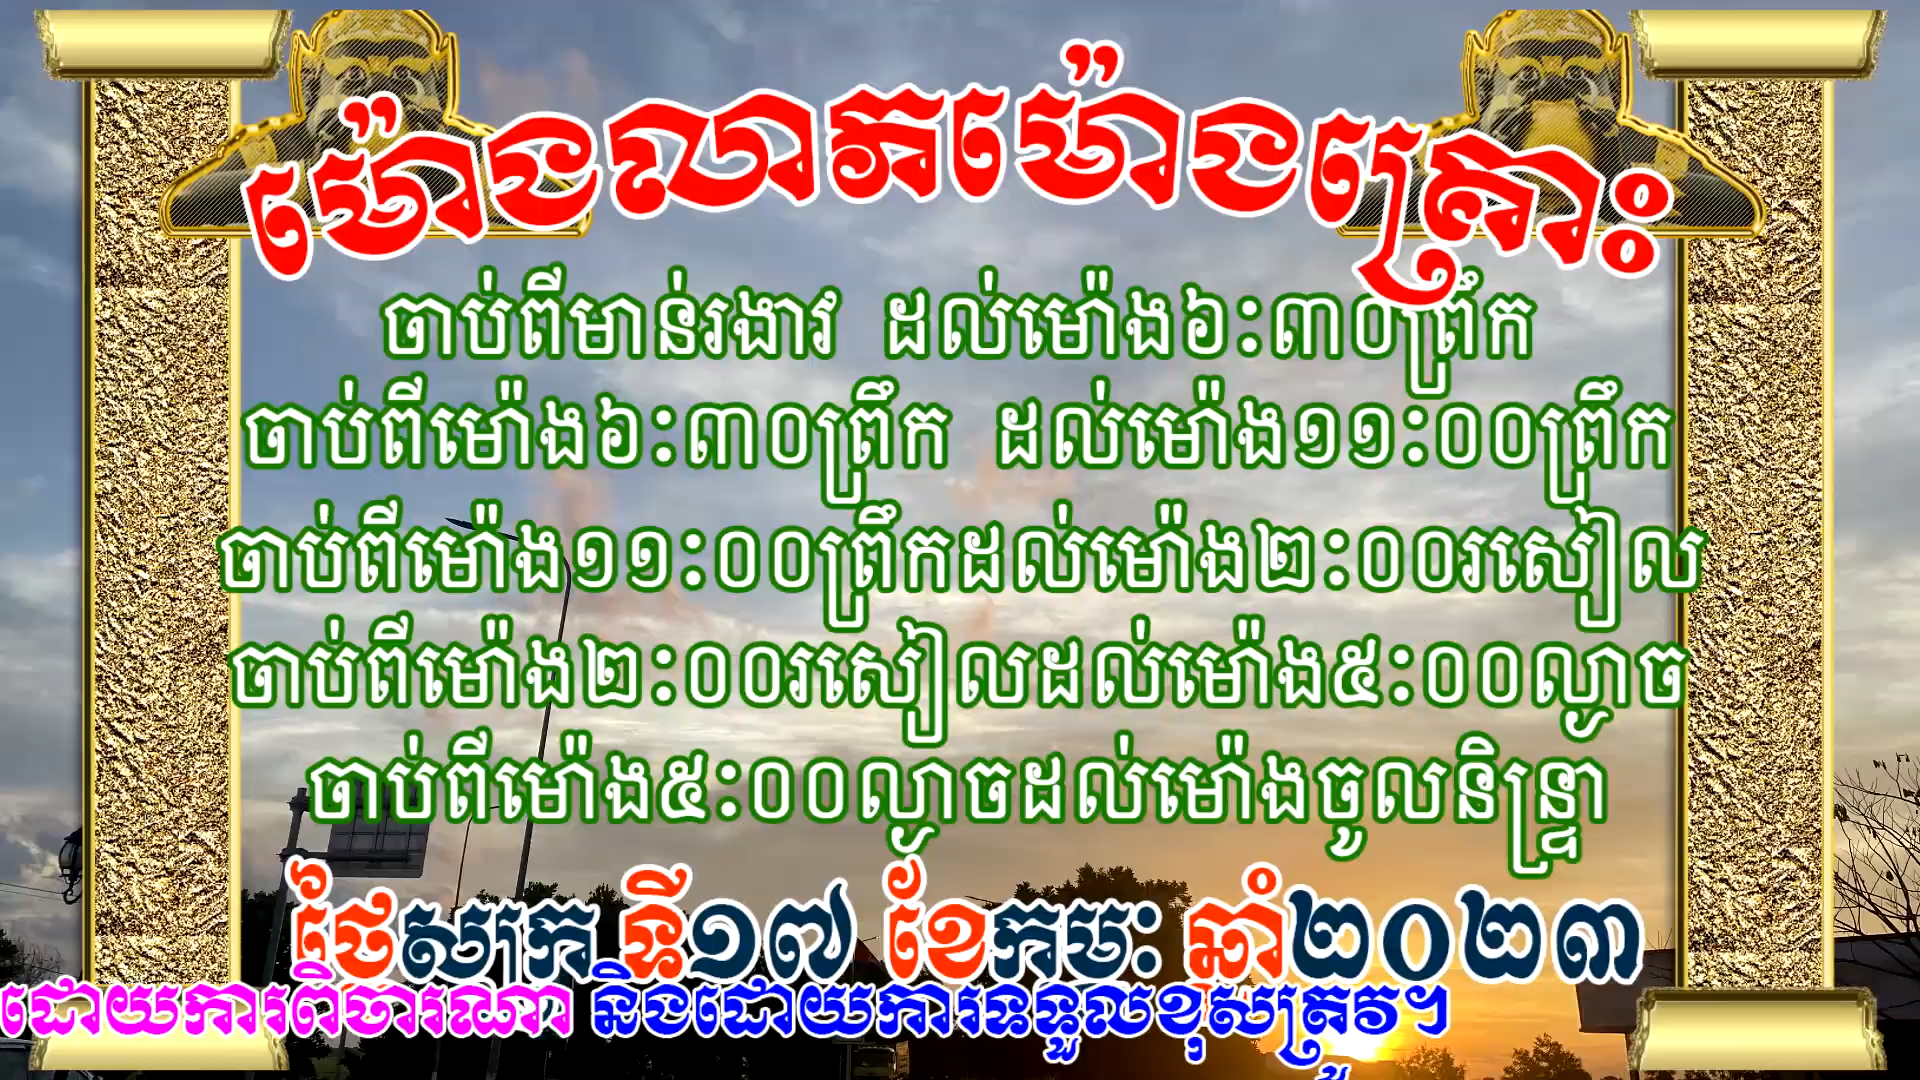 ម៉ោងលាភម៉ោងគ្រោះ
ចាប់ពីមាន់រងាវ ដល់ម៉ោង៦:៣០ព្រឹក
ចាប់ពីម៉ោង៦:៣០ព្រឹក ដល់ម៉ោង១១:០០ព្រឹក
ចាប់ពីម៉ោង១១:០០ព្រឹកដល់ម៉ោង២:០០រសៀល
ចាប់ពីម៉ោង២:០០រសៀលដល់ម៉ោង៥:០០ល្ងាច
ចាប់ពីម៉ោង៥:០០ល្ងាចដល់ម៉ោងចូលនិន្ទ្រា
ថ្ងៃសុក្រ ទី១៧ ខែកុម្ភៈ ឆ្នាំ២០២៣
ដោយការពិចារណា និងដោយការទទួលខុសត្រូវ។